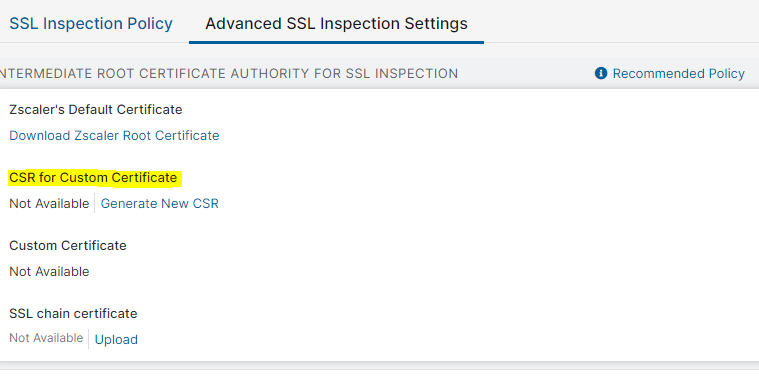 SSL Inspection Policy Advanced SSL Inspection Settings
NTERMEDIATE ROOT CERTIFICATE AUTHORITY FOR SSL INSPECTION Recommended Policy
Zscaler's Default Certificate
Download Zscaler Root Certificate
CSR for Custom Certificate
Not Available Generate New CSR
Custom Certificate
Not Available
SSL chain certificate
Not Available Upload